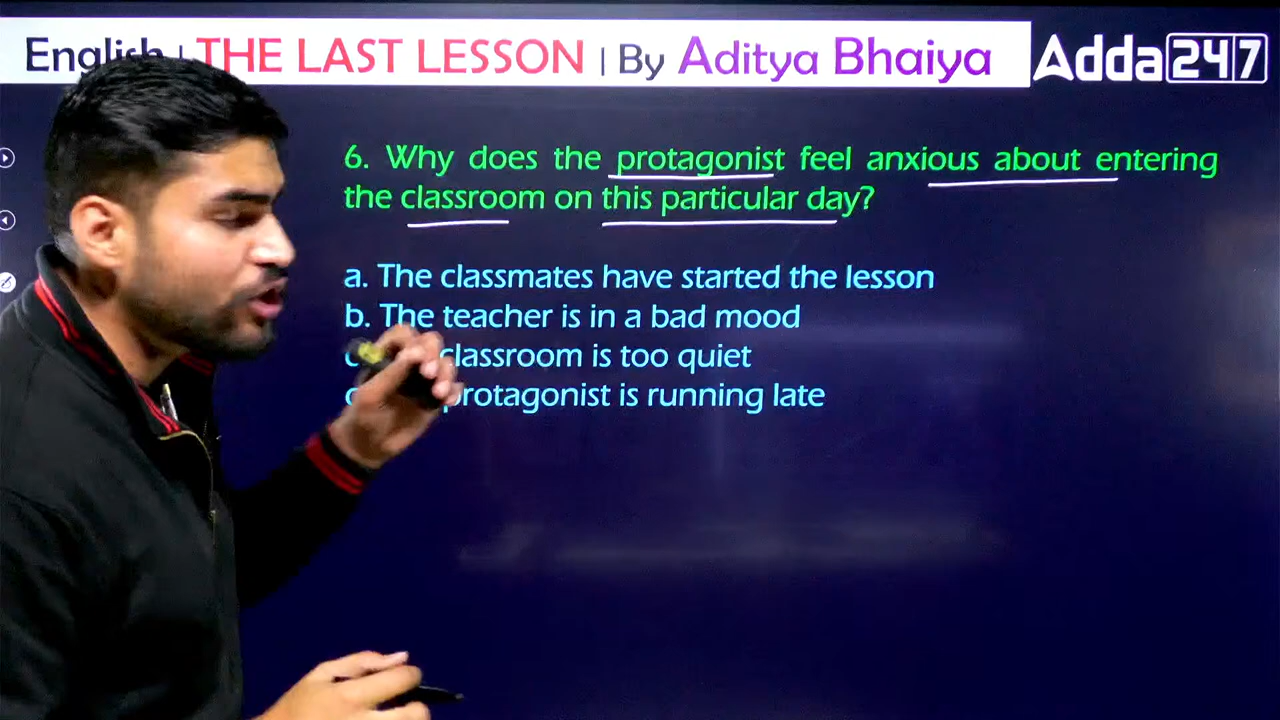 English | THE LAST LESSON | By Aditya Bhaiya
Adda247
6. Why does the protagonist feel anxious about entering
the classroom on this particular day?
a. The classmates have started the lesson
b. The teacher is in a bad mood
classroom is too quiet
protagonist is running late